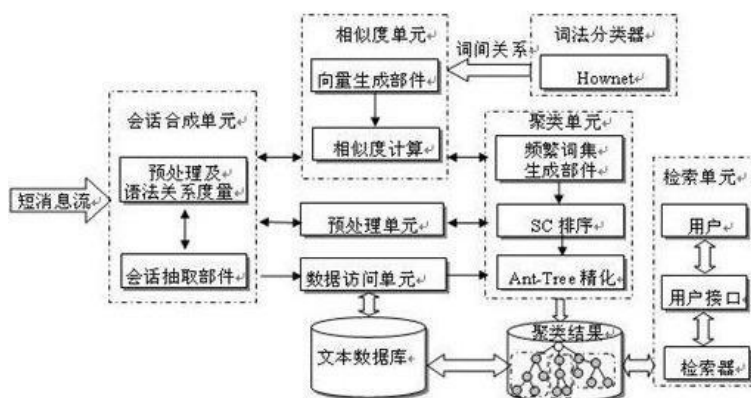 相似度单元
向量生成部件
相似度计算
词间关系
词法分类器
Hownet
会话合成单元
预处理及
语法关系度量
会话抽取部件
短消息流
预处理单元
数据访问单元
文本数据库
聚类单元
频繁词集
生成部件
SC 排序
Ant-Tree 精化
聚类结果
检索单元
用户
用户接口
检索器